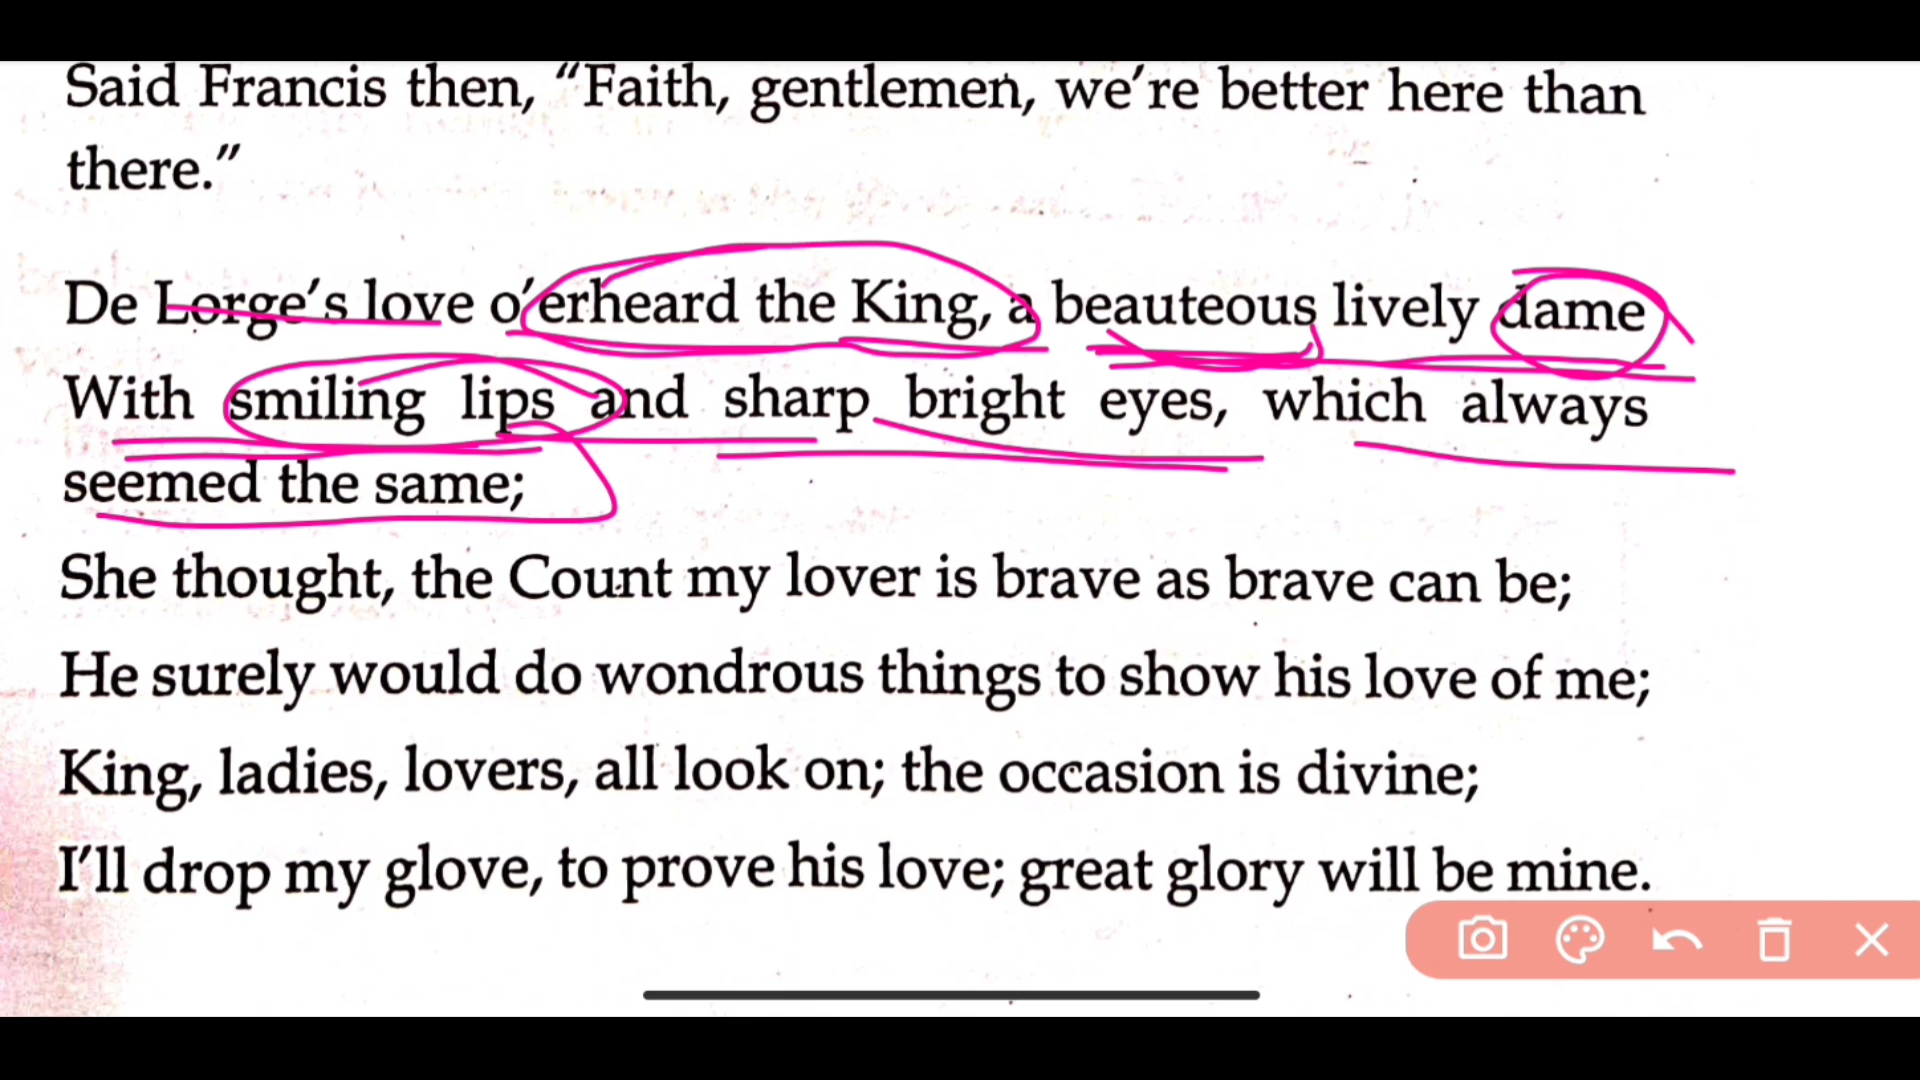 Said Francis then, “Faith, gentlemen, we’re better here than
there.”
De Lorge’s love o’erheard the King, a beauteous lively dame
With smiling lips and sharp bright eyes, which always
seemed the same;
She thought, the Count my lover is brave as brave can be;
He surely would do wondrous things to show his love of me;
King, ladies, lovers, all look on; the occasion is divine;
I’ll drop my glove, to prove his love; great glory will be mine.